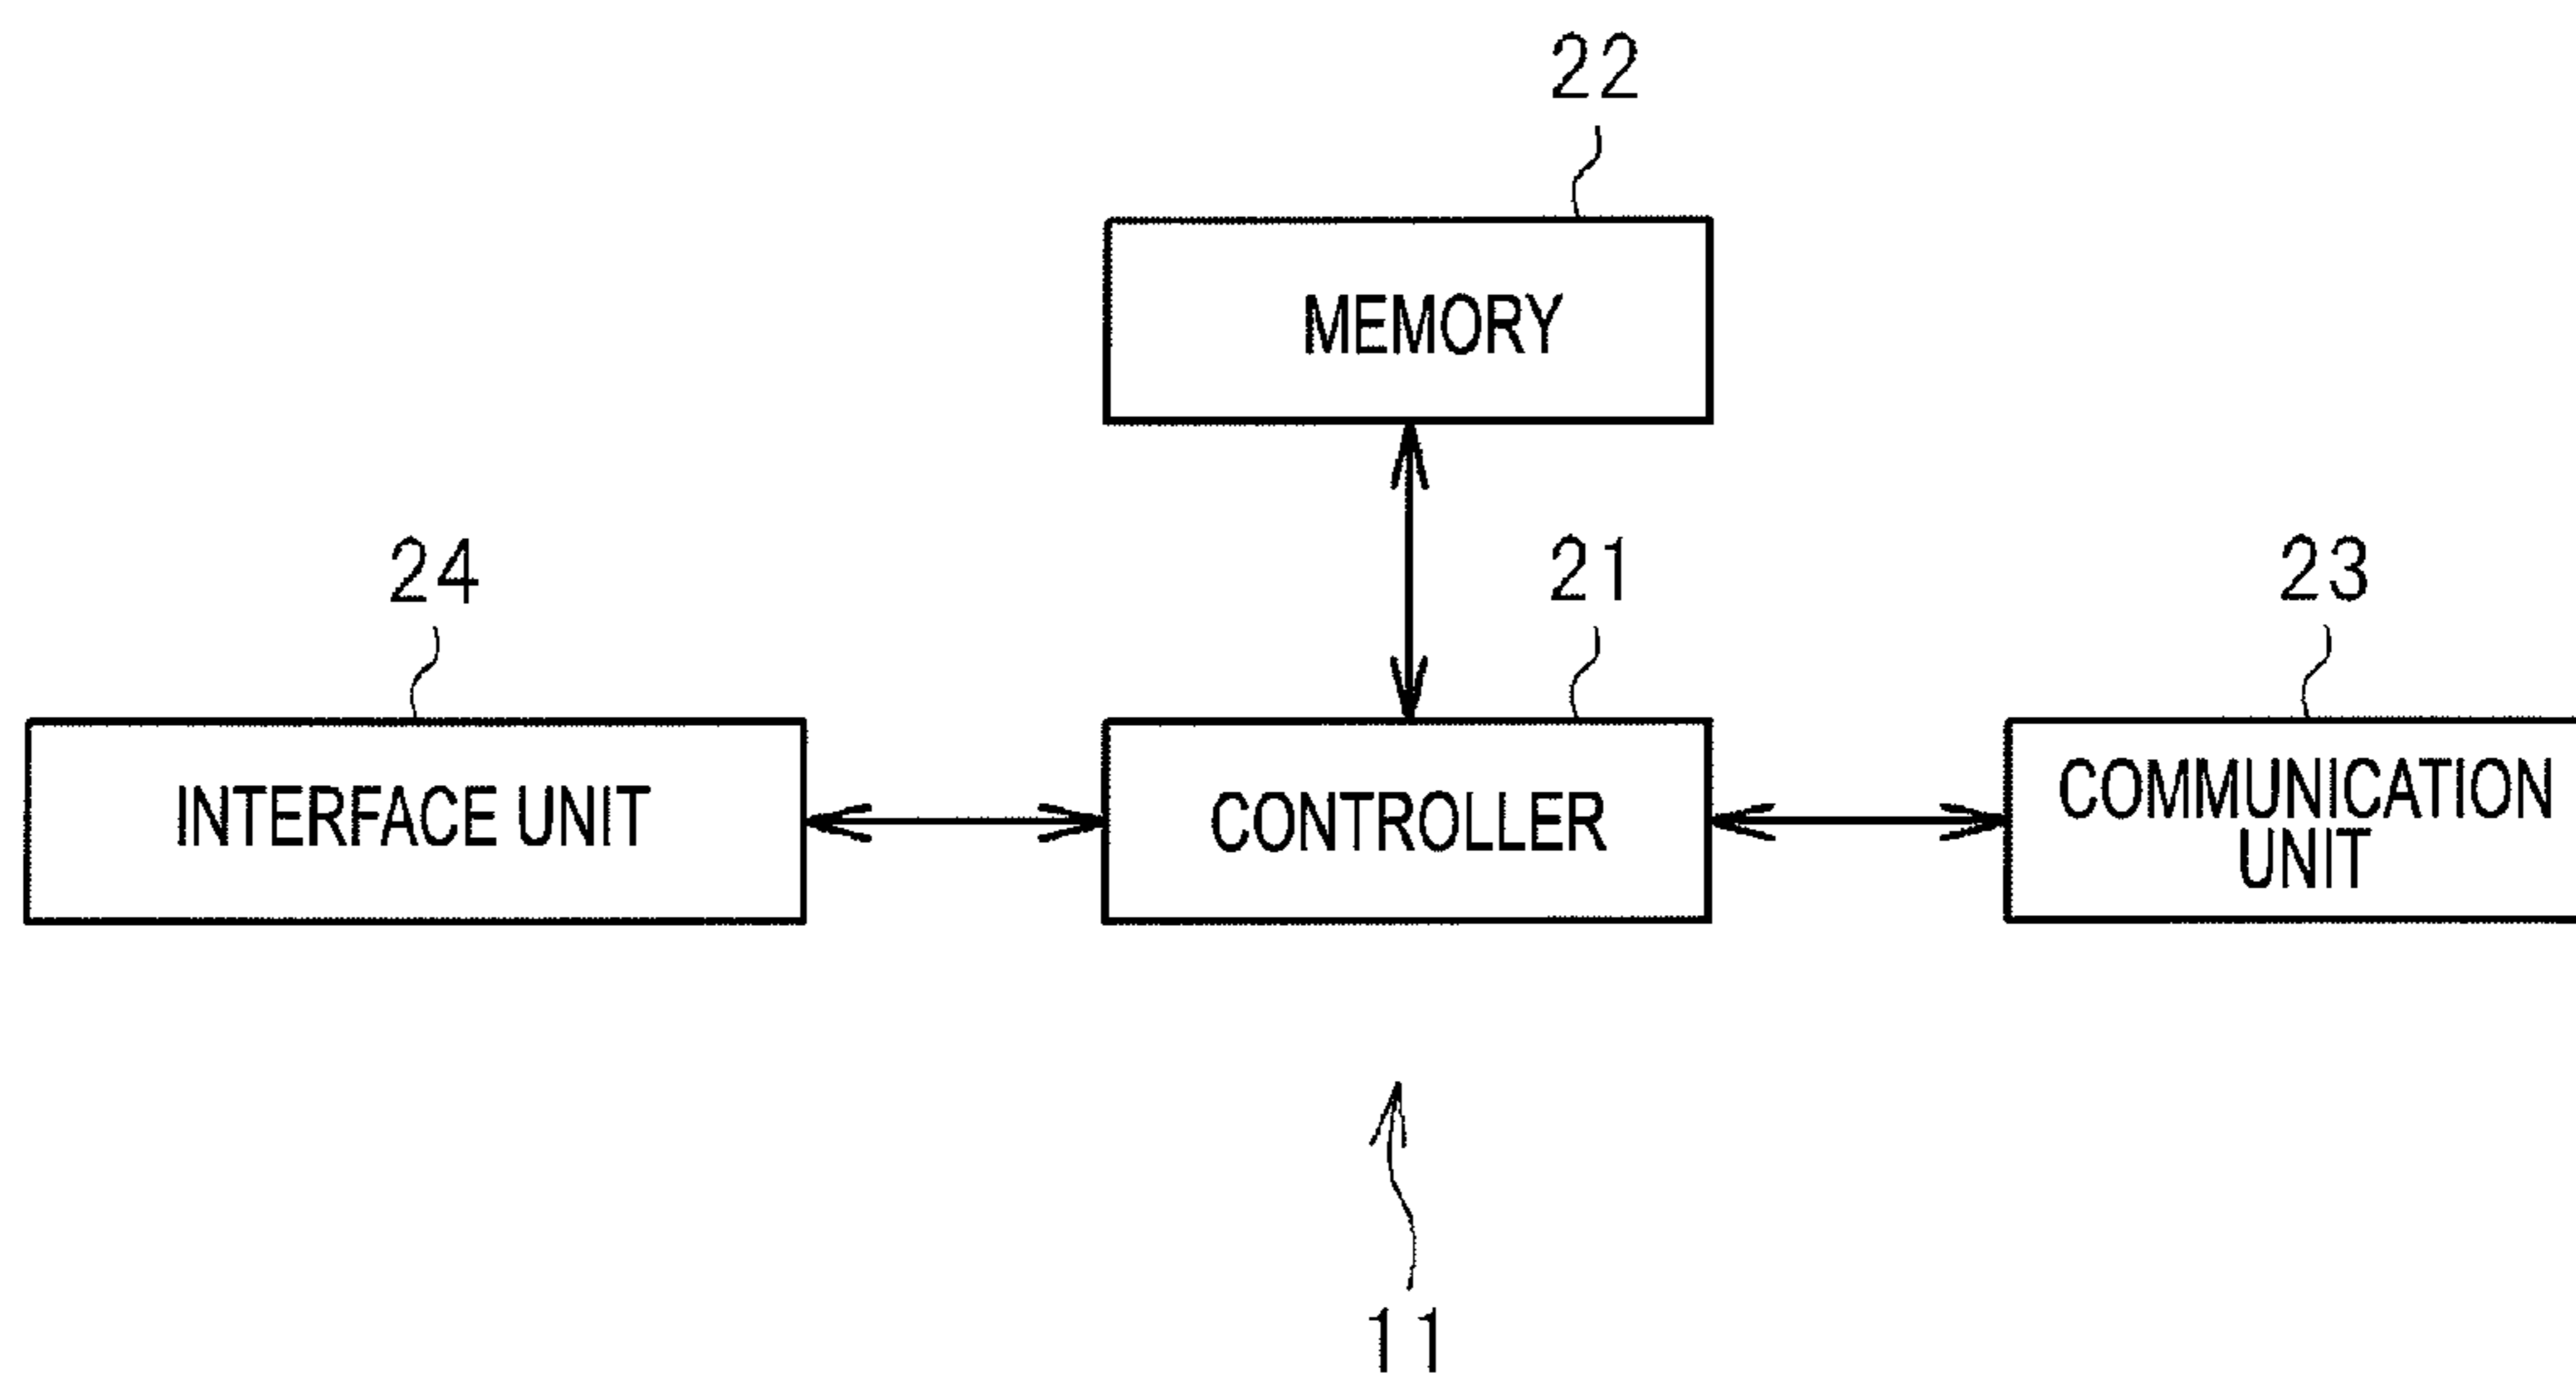 22
MEMORY
24
21
23
INTERFACE UNIT
CONTROLLER
COMMUNICATION
UNIT
11